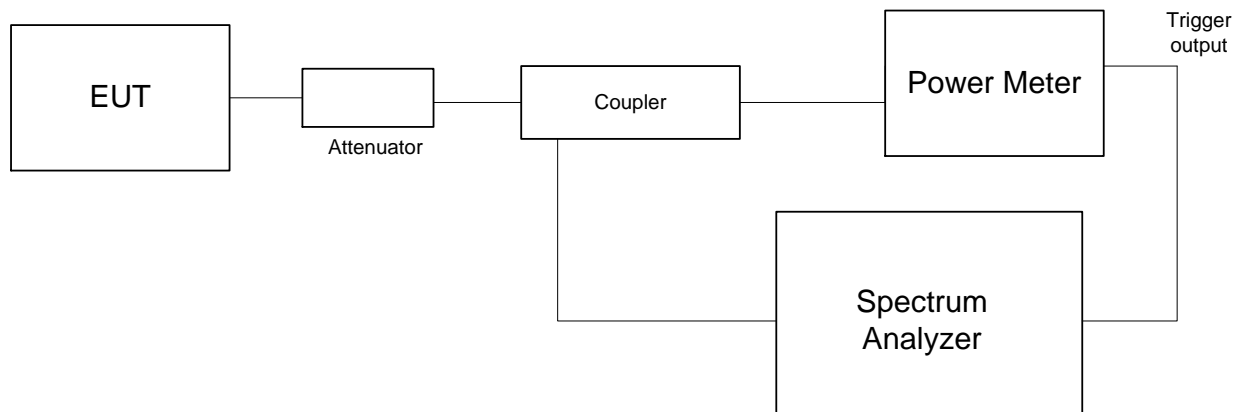 EUT
Attenuator
Coupler
Power Meter
Trigger
output
Spectrum
Analyzer